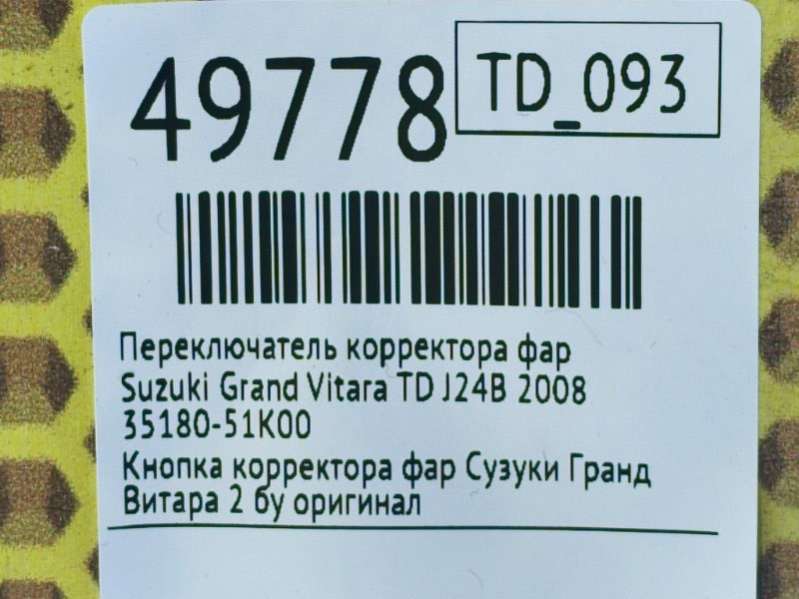 49778
TD_093
Переключатель корректора фар
Suzuki Grand Vitara TD J24B 2008
35180-51K00
Кнопка корректора фар Сузуки Гранд
Витара 2 бу оригинал